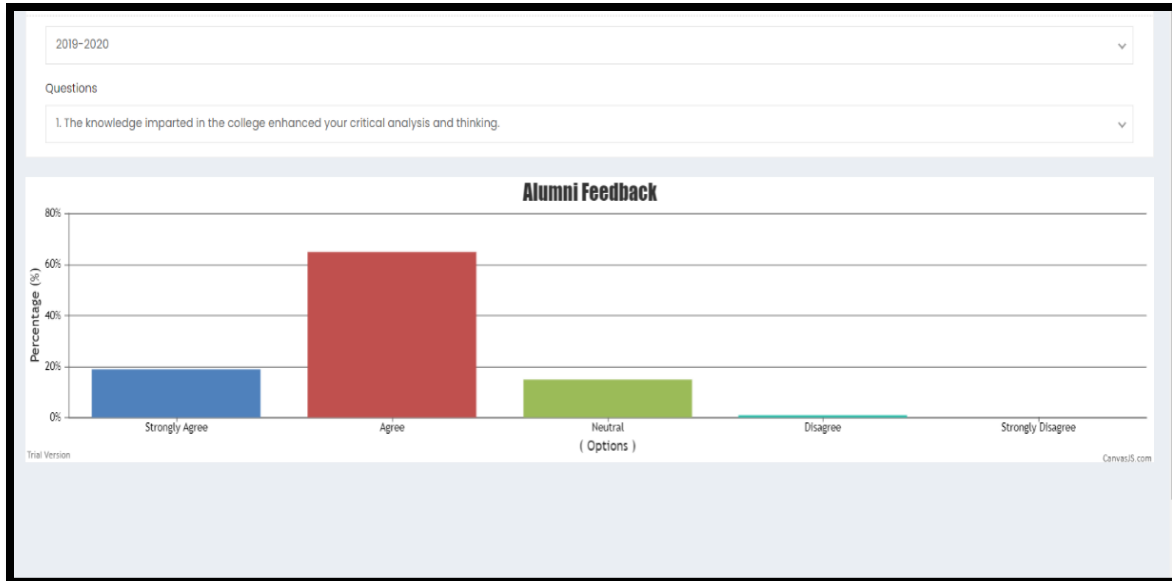 2019-2020
Questions
1. The knowledge imparted in the college enhanced your critical analysis and thinking.
Alumni Feedback
Percentage (%)
80%
60%
40%
20%
0%
Strongly Agree Agree Neutral Disagree Strongly Disagree
( Options )
Trial Version CanvasJS.com